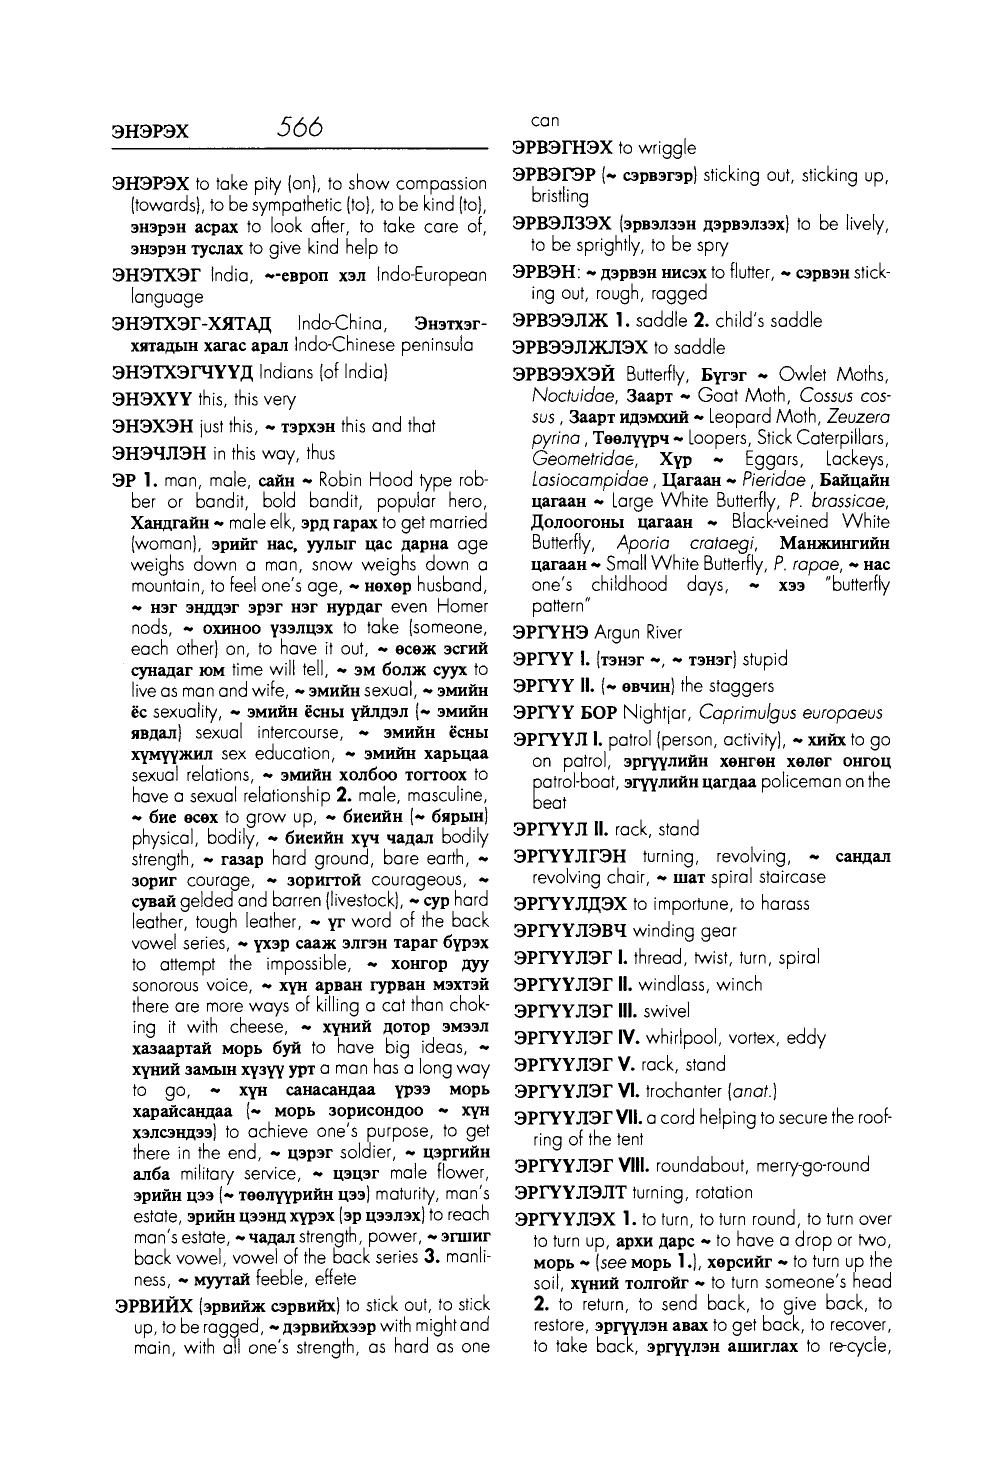 ЭНЭРЭХ 566
ЭНЭРЭХ to take pity (on), to show compassion
(towards), to be sympathetic (to), to be kind (to),
энэрэн асрах to look after, to take care of,
энэрэн туслах to give kind help to
ЭНЭТХЭГ India, ~-европ хэл Indo-European
language
ЭНЭТХЭГ-ХЯТАД Indo-China, Энэтхэг-
хятадын хагас арал Indo-Chinese peninsula
ЭНЭТХЭГЧҮҮД Indians (of India)
ЭНЭХҮҮ this, this very
ЭНЭХЭН just this, ~ тэрхэн this and that
ЭНЭЧЛЭН in this way, thus
ЭР 1. man, male, сайн ~ Robin Hood type rob-
ber or bandit, bold bandit, popular hero,
Хандгайн ~ male elk, эрд гарах to get married
(woman), эрийг нас, уулыг цас дарна age
weighs down a man, snow weighs down a
mountain, to feel one's age, ~ нөхөр husband,
~ нэг энддэг эрэг нэг нурдаг even Homer
nods, ~ охиноо үзэлцэх to take (someone,
each other) on, to have it out, ~ өсөж эсгий
сунадаг юм time will tell, ~ эм болж суух to
live as man and wife, ~ эмийн sexual, ~ эмийн
ёс sexuality, ~ эмийн ёсны үйлдэл (~ эмийн
явдал) sexual intercourse, ~ эмийн ёсны
хүмүүжил sex education, ~ эмийн харьцаа
sexual relations, ~ эмийн холбоо тогтоох to
have a sexual relationship 2. male, masculine,
~ бие өсөх to grow up, ~ биеийн (~ бярын)
physical, bodily, ~ биеийн хүч чадал bodily
strength, ~ газар hard ground, bare earth, ~
зориг courage, ~ зоригтой courageous, ~
сувай gelded and barren (livestock), ~ сур hard
leather, tough leather, ~ үг word of the back
vowel series, ~ үхэр сааж элгэн тараг бүрэх
to attempt the impossible, ~ хонгор дуу
sonorous voice, ~ хүн арван гурван мэхтэй
there are more ways of killing a cat than chok-
ing it with cheese, ~ хүний дотор эмээл
хазаартай морь буй to have big ideas, ~
хүний замын хүзүү урт a man has a long way
to go, ~ хүн санасандаа үрээ морь
харайсандаа (~ морь зорисондоо ~ хүн
хэлсэндээ) to achieve one's purpose, to get
there in the end, ~ цэрэг soldier, ~ цэргийн
алба military service, ~ цэцэг male flower,
эрийн цээ (~ төөлүүрийн цээ) maturity, man's
estate, эрийн цээнд хүрэх (эр цээлэх) to reach
man's estate, ~ чадал strength, power, ~ эгшиг
back vowel, vowel of the back series 3. manli-
ness, ~ муутай feeble, effete
ЭРВИЙХ (эрвийж сэрвийх) to stick out, to stick
up, to be ragged, ~ дэрвийхээр with might and
main, with all one's strength, as hard as one
can
ЭРВЭГНЭХ to wriggle
ЭРВЭГЭР (~ сэрвэгэр) sticking out, sticking up,
bristling
ЭРВЭЛЗЭХ (эрвэлзэн дэрвэлзэх) to be lively,
to be sprightly, to be spry
ЭРВЭН: ~ дэрвэн нисэх to flutter, ~ сэрвэн stick-
ing out, rough, ragged
ЭРВЭЭЛЖ 1. saddle 2. child's saddle
ЭРВЭЭЛЖЛЭХ to saddle
ЭРВЭЭХЭЙ Butterfly, Бүгэг ~ Owlet Moths,
Noctuidae, Заарт ~ Goat Moth, Cossus cos-
sus , Заарт идэмхий ~ Leopard Moth, Zeuzera
pyrina , Төөлүүрч ~ Loopers, Stick Caterpillars,
Geometridae, Хүр ~ Eggars, Lackeys,
Lasiocampidae , Цагаан ~ Pieridae , Байцайн
цагаан ~ Large White Butterfly, P. brassicae,
Долоогоны цагаан ~ Black-veined White
Butterfly, Aporia crataegi, Манжингийн
цагаан ~ Small White Butterfly, P. rapae, ~ нас
one's childhood days, ~ хээ "butterfly
pattern"
ЭРГҮНЭ Argun River
ЭРГҮҮ I. (тэнэг ~, ~ тэнэг) stupid
ЭРГҮҮ II. (~ өвчин) the staggers
ЭРГҮҮ БОР Nightjar, Caprimulgus europaeus
ЭРГҮҮЛ I. patrol (person, activity), ~ хийх to go
on patrol, эргүүлийн хөнгөн хөлөг онгоц
patrol-boat, эгүүлийн цагдаа policeman on the
beat
ЭРГҮҮЛ II. rack, stand
ЭРГҮҮЛГЭН turning, revolving, ~ сандал
revolving chair, ~ шат spiral staircase
ЭРГҮҮЛДЭХ to importune, to harass
ЭРГҮҮЛЭВЧ winding gear
ЭРГҮҮЛЭГ I. thread, twist, turn, spiral
ЭРГҮҮЛЭГ II. windlass, winch
ЭРГҮҮЛЭГ III. swivel
ЭРГҮҮЛЭГ IV. whirlpool, vortex, eddy
ЭРГҮҮЛЭГ V. rack, stand
ЭРГҮҮЛЭГ VI. trochanter (anat.)
ЭРГҮҮЛЭГ VII. a cord helping to secure the roof-
ring of the tent
ЭРГҮҮЛЭГ VIII. roundabout, merry-go-round
ЭРГҮҮЛЭЛТ turning, rotation
ЭРГҮҮЛЭХ 1. to turn, to turn round, to turn over
to turn up, архи дарс ~ to have a drop or two,
морь ~ (see морь 1.), хөрсийг ~ to turn up the
soil, хүний толгойг ~ to turn someone's head
2. to return, to send back, to give back, to
restore, эргүүлэн авах to get back, to recover,
to take back, эргүүлэн ашиглах to re-cycle,